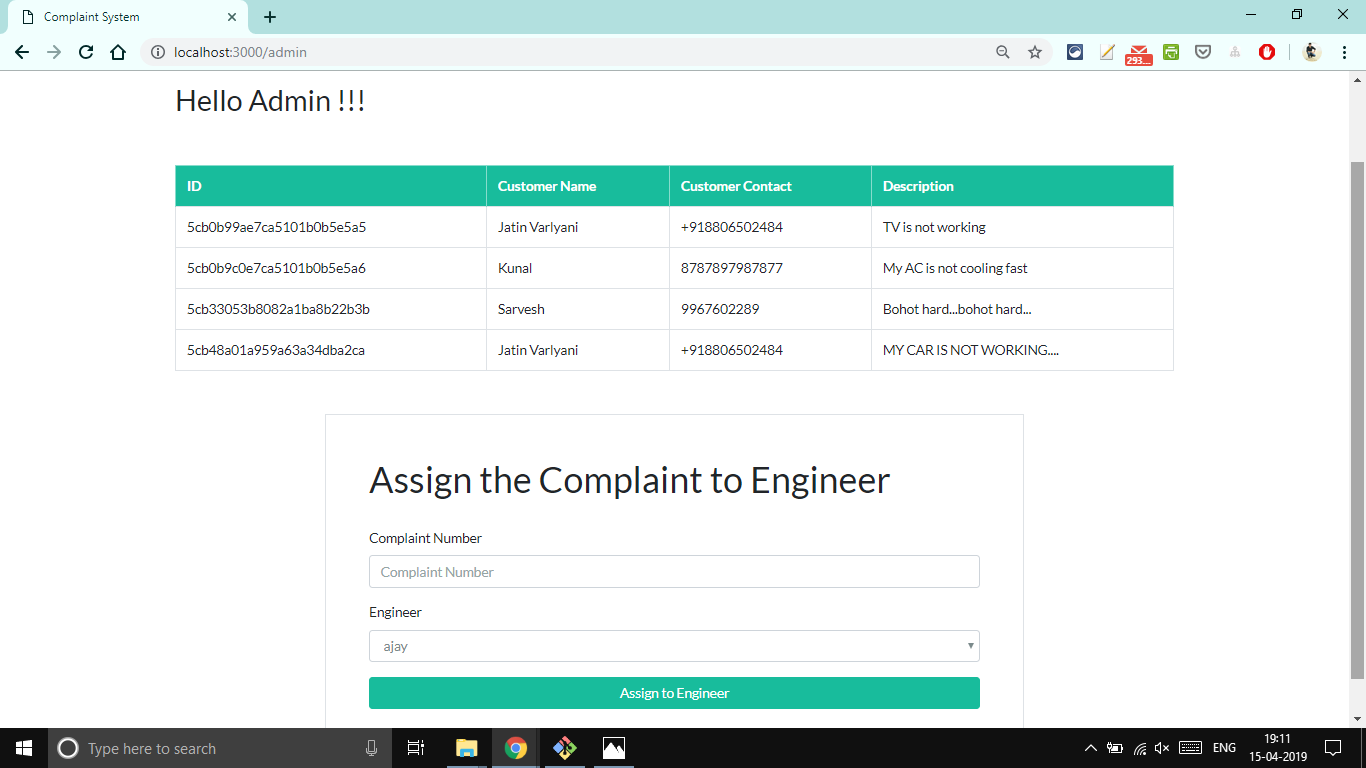 Complaint System
localhost:3000/admin
293...
Hello Admin !!!
ID Customer Name Customer Contact Description
5cb0b99ae7ca5101b0b5e5a5 Jatin Varlyani +918806502484 TV is not working
5cb0b9c0e7ca5101b0b5e5a6 Kunal 8787897987877 My AC is not cooling fast
5cb33053b8082a1ba8b22b3b Sarvesh 9967602289 Bohot hard...bohot hard...
5cb48a01a959a63a34dba2ca Jatin Varlyani +918806502484 MY CAR IS NOT WORKING....
Assign the Complaint to Engineer
Complaint Number
Complaint Number
Engineer
ajay
Assign to Engineer
Type here to search
ENG
19:11
15-04-2019